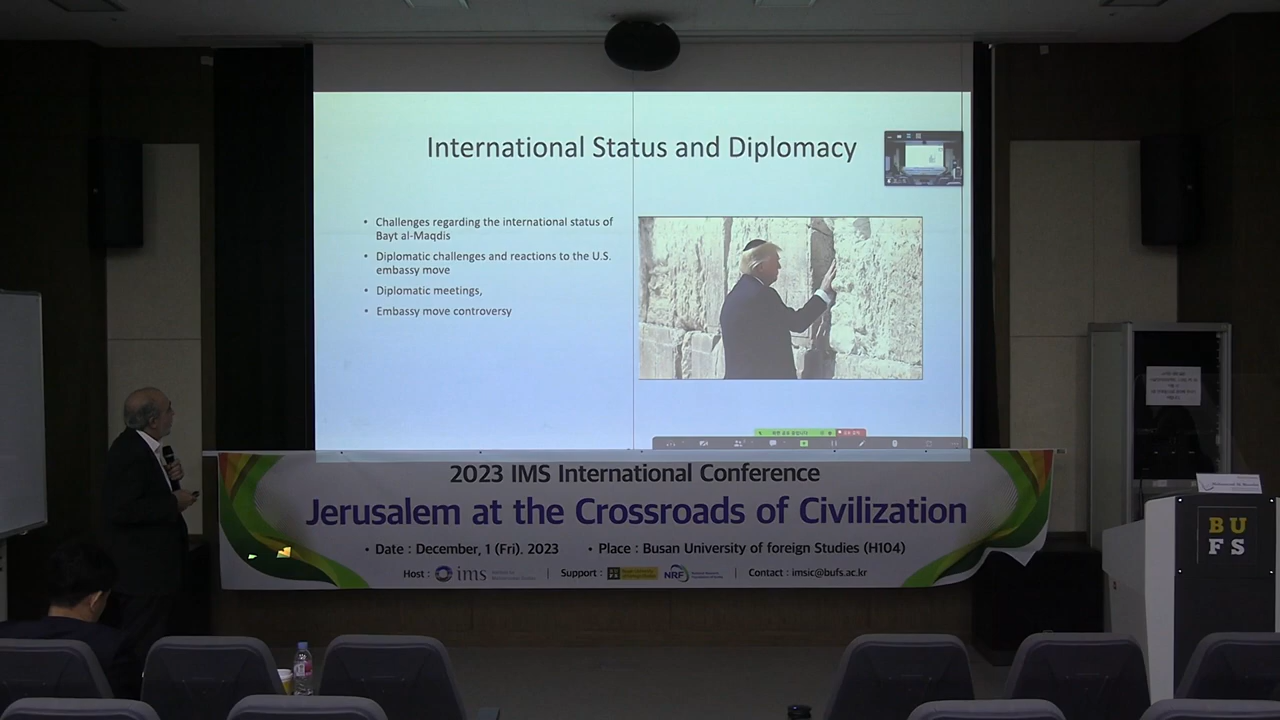 International Status and Diplomacy
• Challenges regarding the international status of
Bayt al-Maqdis
• Diplomatic challenges and reactions to the U.S.
embassy move
• Diplomatic meetings,
• Embassy move controversy
2023 IMS International Conference
Jerusalem at the Crossroads of Civilization
• Date : December, 1 (Fri). 2023 • Place : Busan University of foreign Studies (H104)
Host : ims | Support : NRF | Contact : imsic@bufs.ac.kr
BU
FS